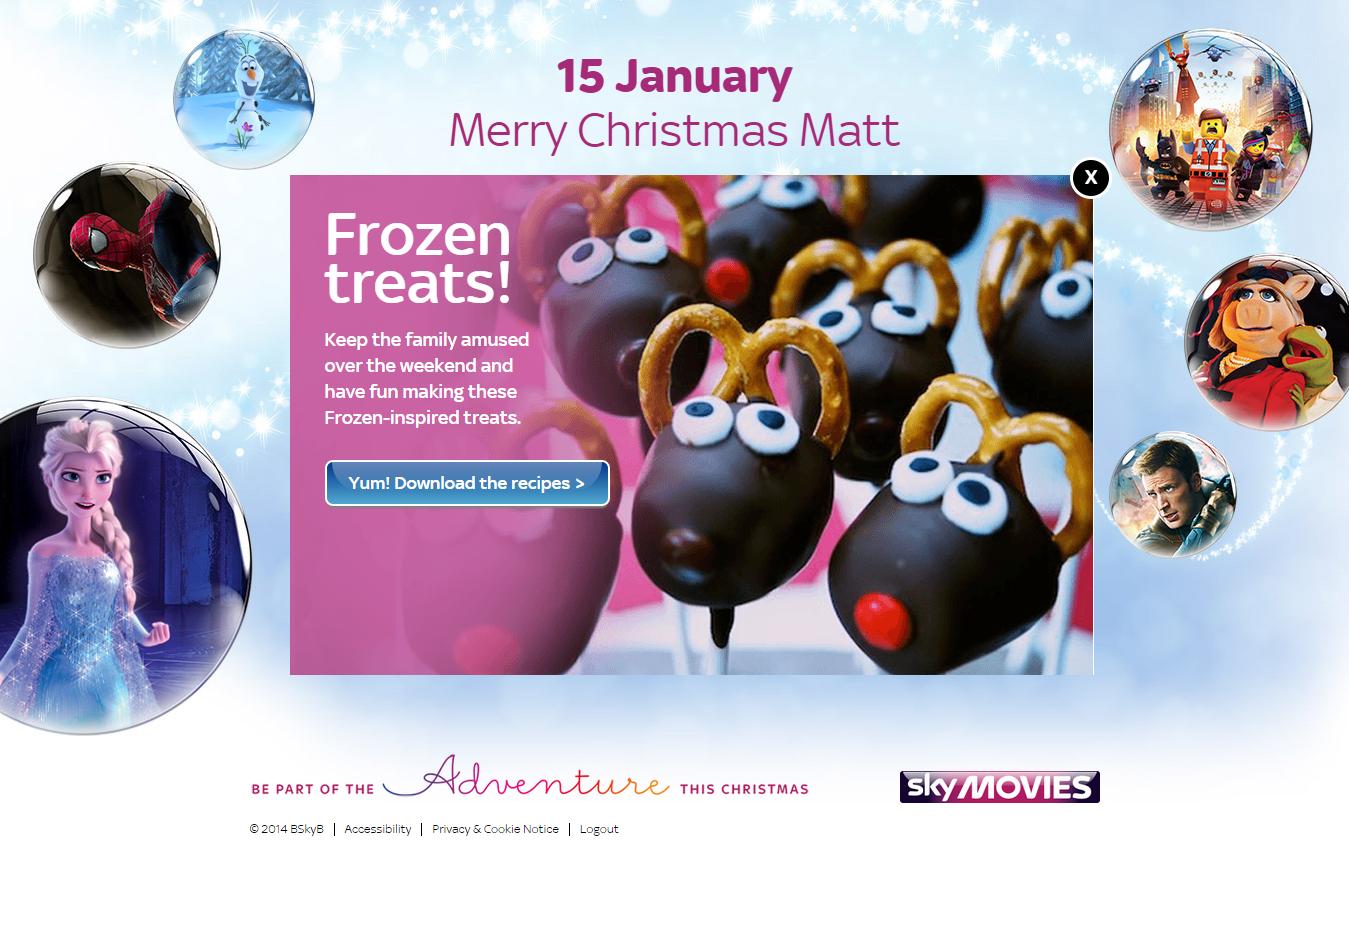 15 January
Merry Christmas Matt
X
Frozen
treats!
Keep the family amused
over the weekend and
have fun making these
Frozen-inspired treats.
Yum! Download the recipes >
BE PART OF THE Adventure THIS CHRISTMAS
sky MOVIES
© 2014 BSkyB | Accessibility | Privacy & Cookie Notice | Logout